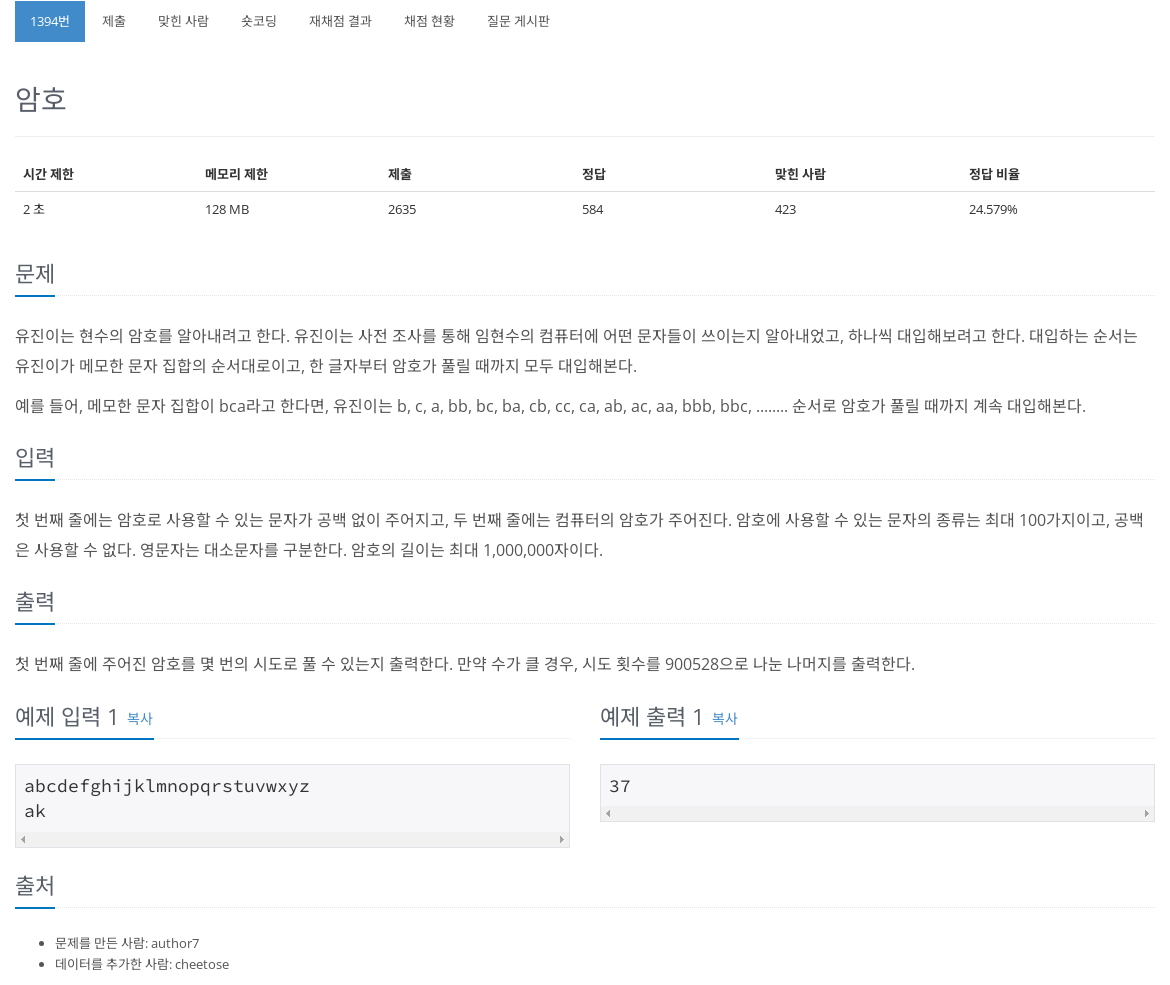 1394번 제출 맞힌 사람 숏코딩 재채점 결과 채점 현황 질문 게시판
암호
시간 제한 메모리 제한 제출 정답 맞힌 사람 정답 비율
2 초 128 MB 2635 584 423 24.579%
문제
유진이는 현수의 암호를 알아내려고 한다. 유진이는 사전 조사를 통해 임현수의 컴퓨터에 어떤 문자들이 쓰이는지 알아내었고, 하나씩 대입해보려고 한다. 대입하는 순서는
유진이가 메모한 문자 집합의 순서대로이고, 한 글자부터 암호가 풀릴 때까지 모두 대입해본다.
예를 들어, 메모한 문자 집합이 bca라고 한다면, 유진이는 b, c, a, bb, bc, ba, cb, cc, ca, ab, ac, aa, bbb, bbc, ........ 순서로 암호가 풀릴 때까지 계속 대입해본다.
입력
첫 번째 줄에는 암호로 사용할 수 있는 문자가 공백 없이 주어지고, 두 번째 줄에는 컴퓨터의 암호가 주어진다. 암호에 사용할 수 있는 문자의 종류는 최대 100가지이고, 공백
은 사용할 수 없다. 영문자는 대소문자를 구분한다. 암호의 길이는 최대 1,000,000자이다.
출력
첫 번째 줄에 주어진 암호를 몇 번의 시도로 풀 수 있는지 출력한다. 만약 수가 클 경우, 시도 횟수를 900528으로 나눈 나머지를 출력한다.
예제 입력 1 복사
abcdefghijklmnopqrstuvwxyz
ak
예제 출력 1 복사
37
출처
문제를 만든 사람: author7
데이터를 추가한 사람: cheetose